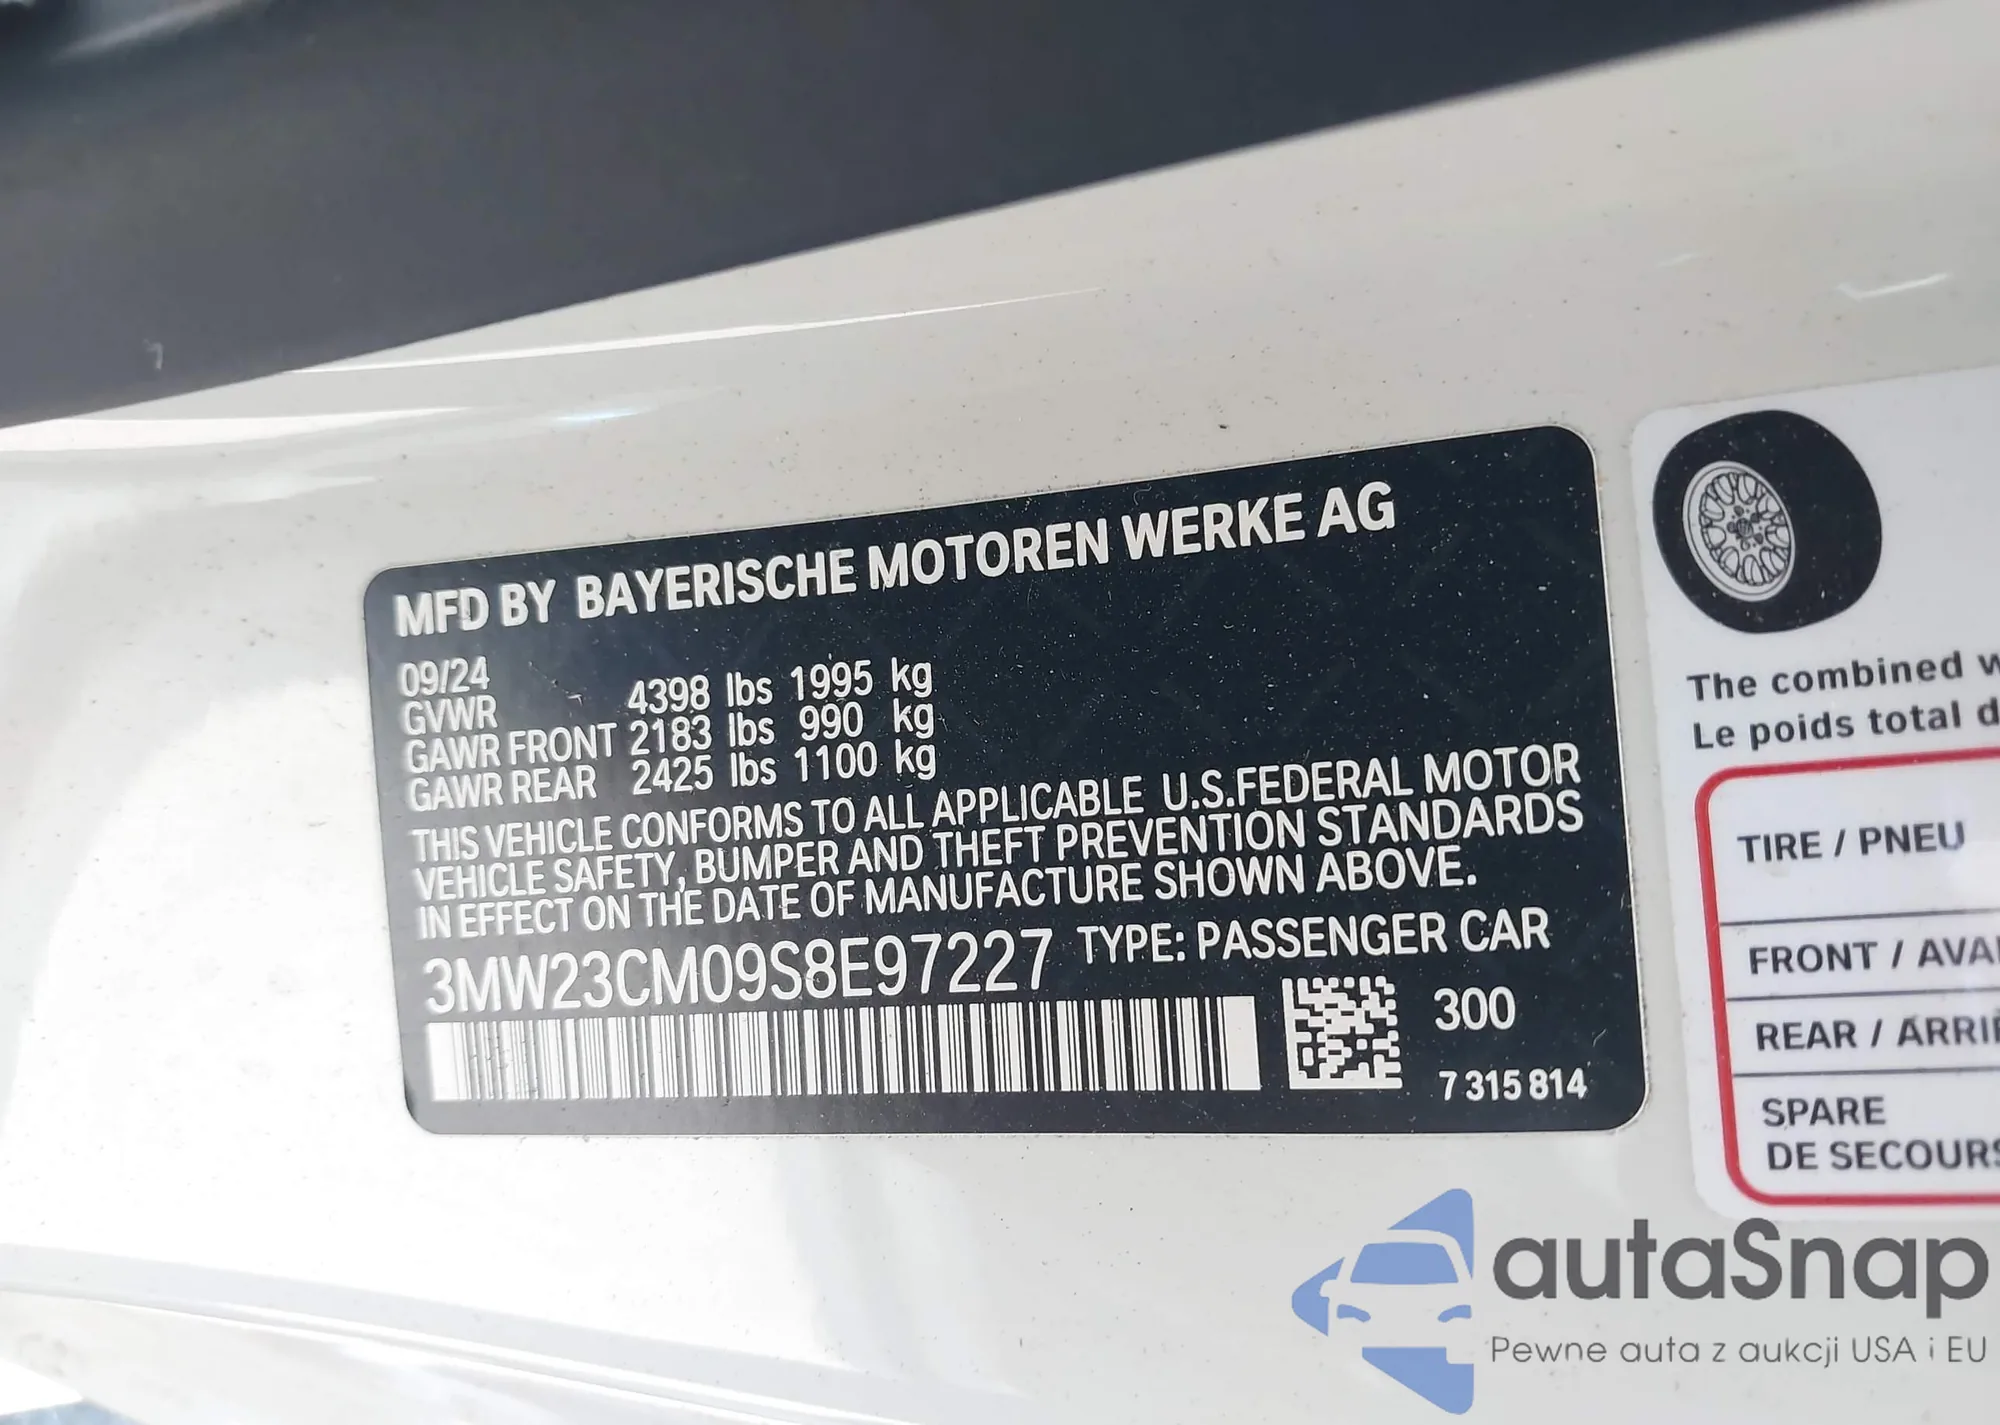 MFD BY BAYERISCHE MOTOREN WERKE AG
09/24
GVWR 4398 lbs 1995 kg
GAWR FRONT 2183 lbs 990 kg
GAWR REAR 2425 lbs 1100 kg
THIS VEHICLE CONFORMS TO ALL APPLICABLE U.S.FEDERAL MOTOR
VEHICLE SAFETY, BUMPER AND THEFT PREVENTION STANDARDS
IN EFFECT ON THE DATE OF MANUFACTURE SHOWN ABOVE.
3MW23CM09S8E97227 TYPE: PASSENGER CAR
300
7 315 814
The combined
Le poids total
TIRE / PNEU
FRONT /
REAR /
SPARE
DE
autaSnap
Pewne auta z aukcji USA i EU